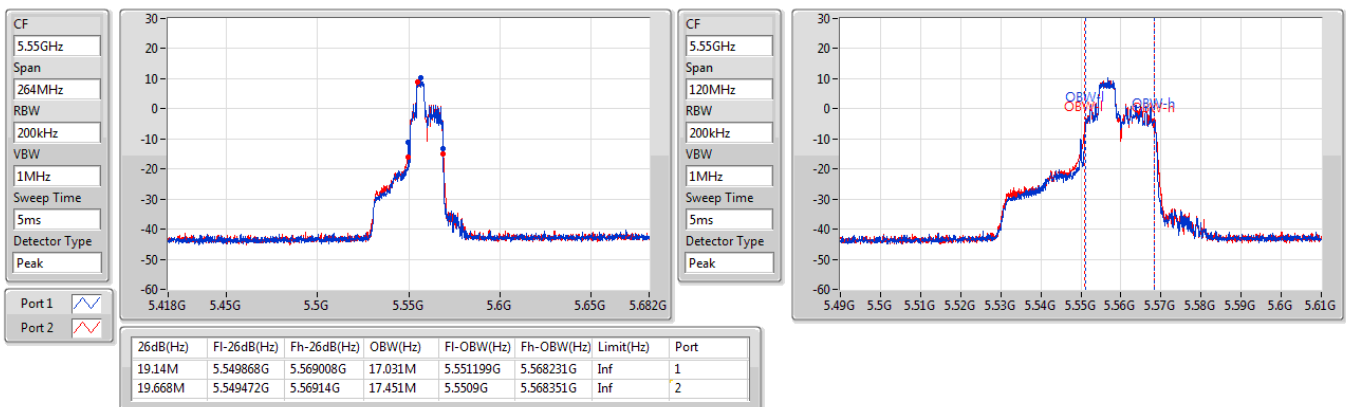 CF
5.55GHz
Span
264MHz
RBW
200kHz
VBW
1MHz
Sweep Time
5ms
Detector Type
Peak
Port 1
Port 2
30
20
10
0
-10
-20
-30
-40
-50
-60
5.418G 5.45G 5.5G 5.55G 5.6G 5.65G 5.682G
CF
5.55GHz
Span
120MHz
RBW
200kHz
VBW
1MHz
Sweep Time
5ms
Detector Type
Peak
30
20
10
0
-10
-20
-30
-40
-50
-60
OBW-l
OBW-h
5.49G 5.5G 5.51G 5.52G 5.53G 5.54G 5.55G 5.56G 5.57G 5.58G 5.59G 5.6G 5.61G
26dB(Hz) Fl-26dB(Hz) Fh-26dB(Hz) OBW(Hz) Fl-OBW(Hz) Fh-OBW(Hz) Limit(Hz) Port
19.14M 5.549868G 5.569008G 17.031M 5.551199G 5.568231G Inf 1
19.668M 5.549472G 5.56914G 17.451M 5.5509G 5.568351G Inf 2